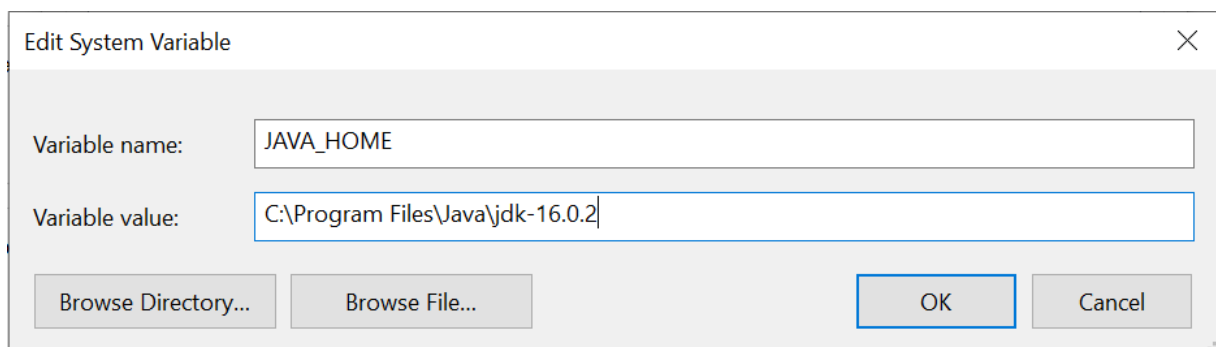 Edit System Variable
Variable name: JAVA_HOME
Variable value: C:\Program Files\Java\jdk-16.0.2
Browse Directory... Browse File... OK Cancel